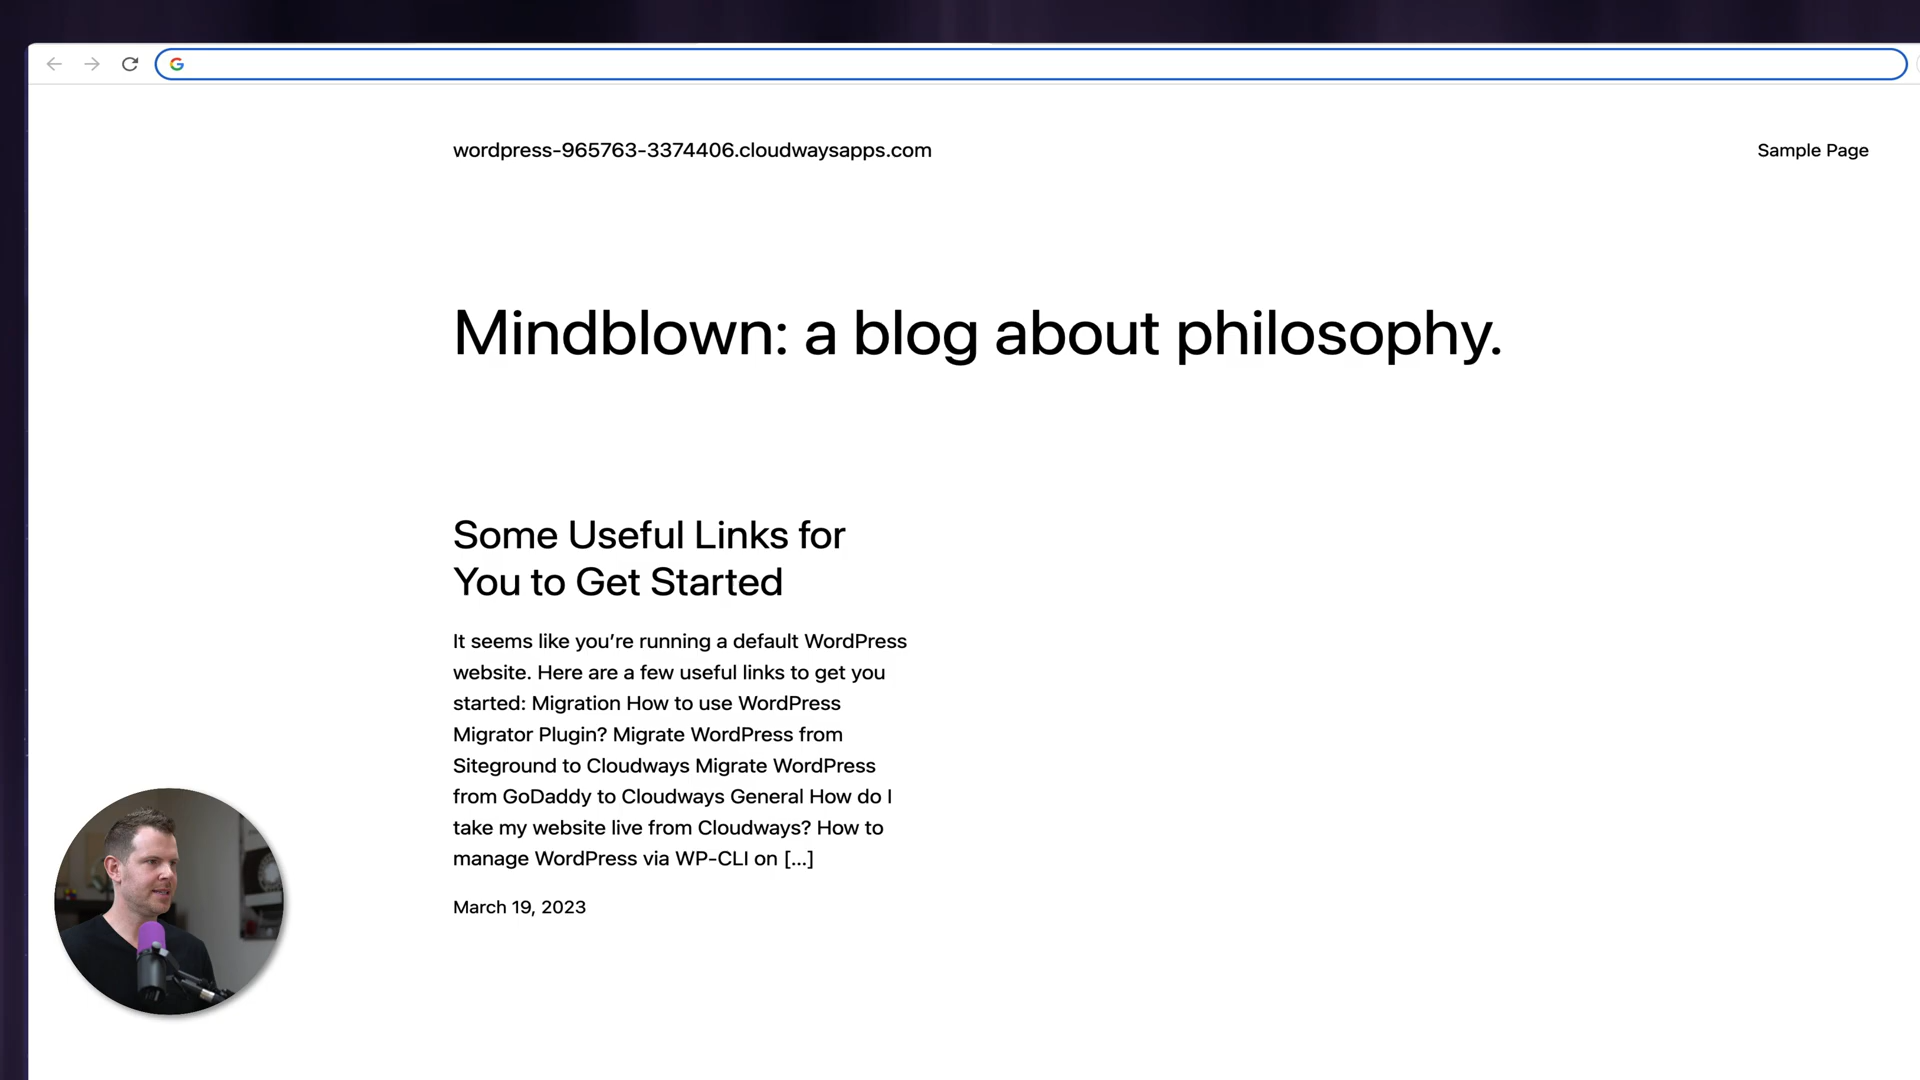 wordpress-965763-3374406.cloudwaysapps.com
Sample Page
Mindblown: a blog about philosophy.
Some Useful Links for
You to Get Started
It seems like you’re running a default WordPress
website. Here are a few useful links to get you
started: Migration How to use WordPress
Migrator Plugin? Migrate WordPress from
Siteground to Cloudways Migrate WordPress
from GoDaddy to Cloudways General How do I
take my website live from Cloudways? How to
manage WordPress via WP-CLI on […]
March 19, 2023